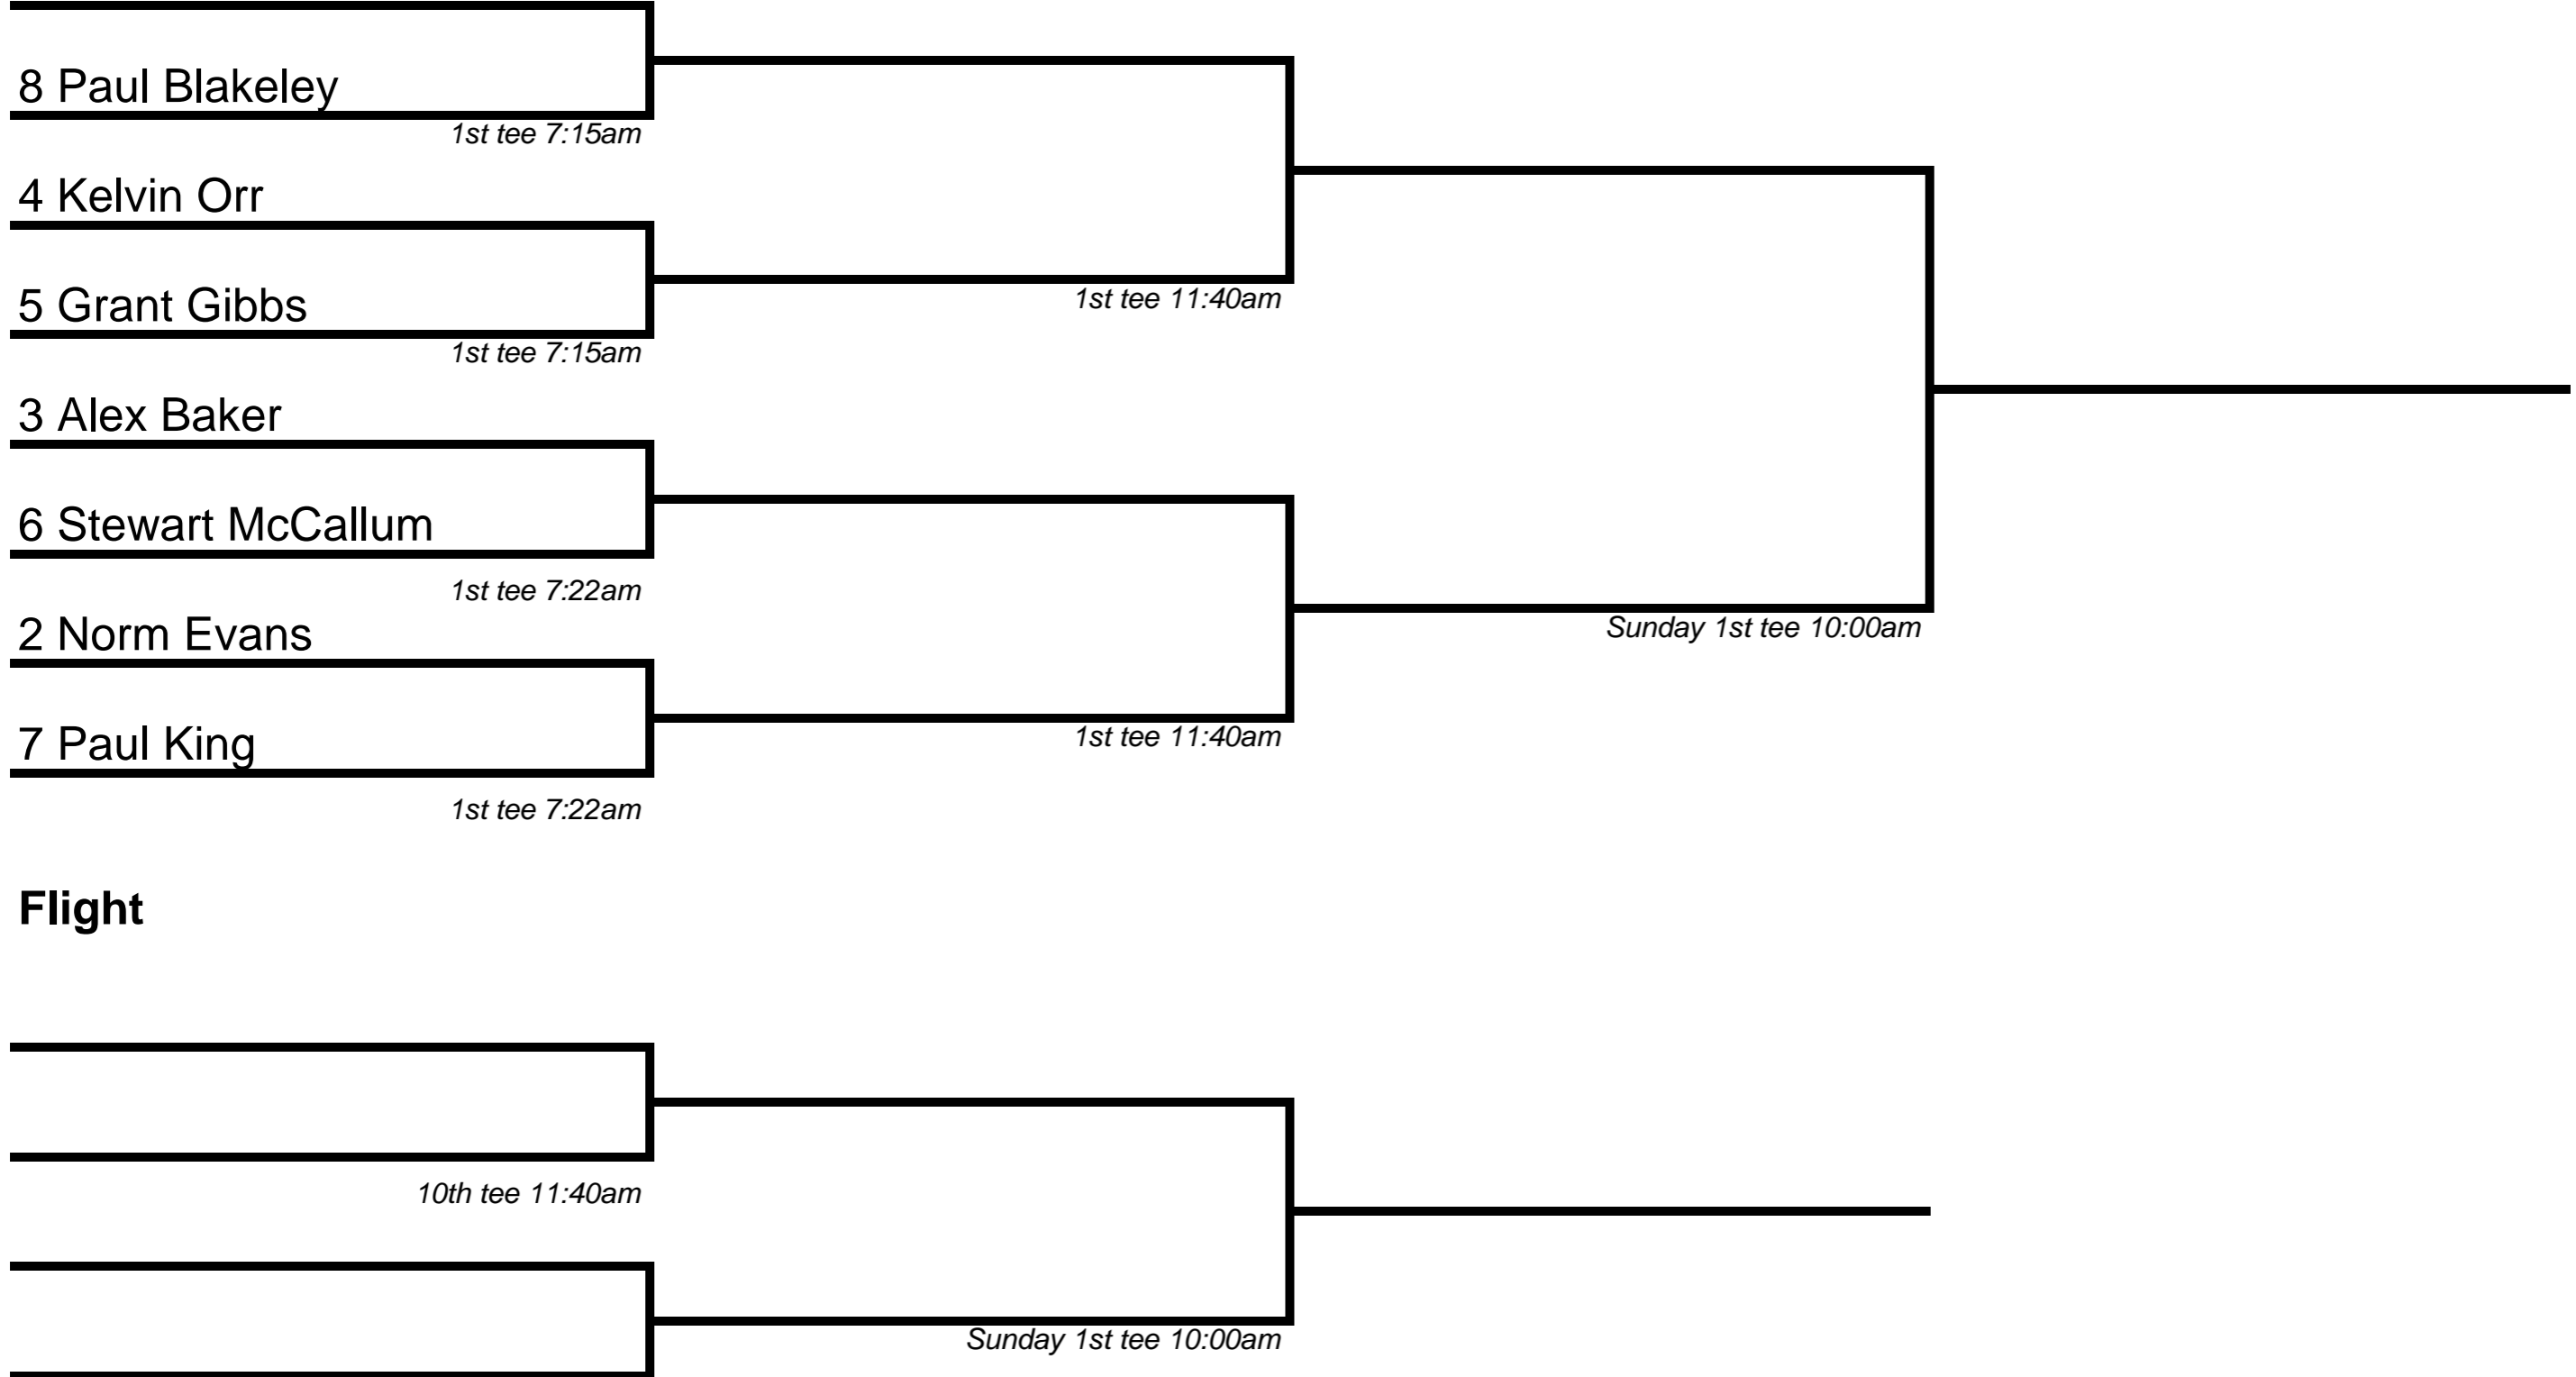 8 Paul Blakeley
1st tee 7:15am
4 Kelvin Orr
5 Grant Gibbs
1st tee 11:40am
1st tee 7:15am
3 Alex Baker
6 Stewart McCallum
1st tee 7:22am
2 Norm Evans
Sunday 1st tee 10:00am
7 Paul King
1st tee 11:40am
1st tee 7:22am
Flight
10th tee 11:40am
Sunday 1st tee 10:00am